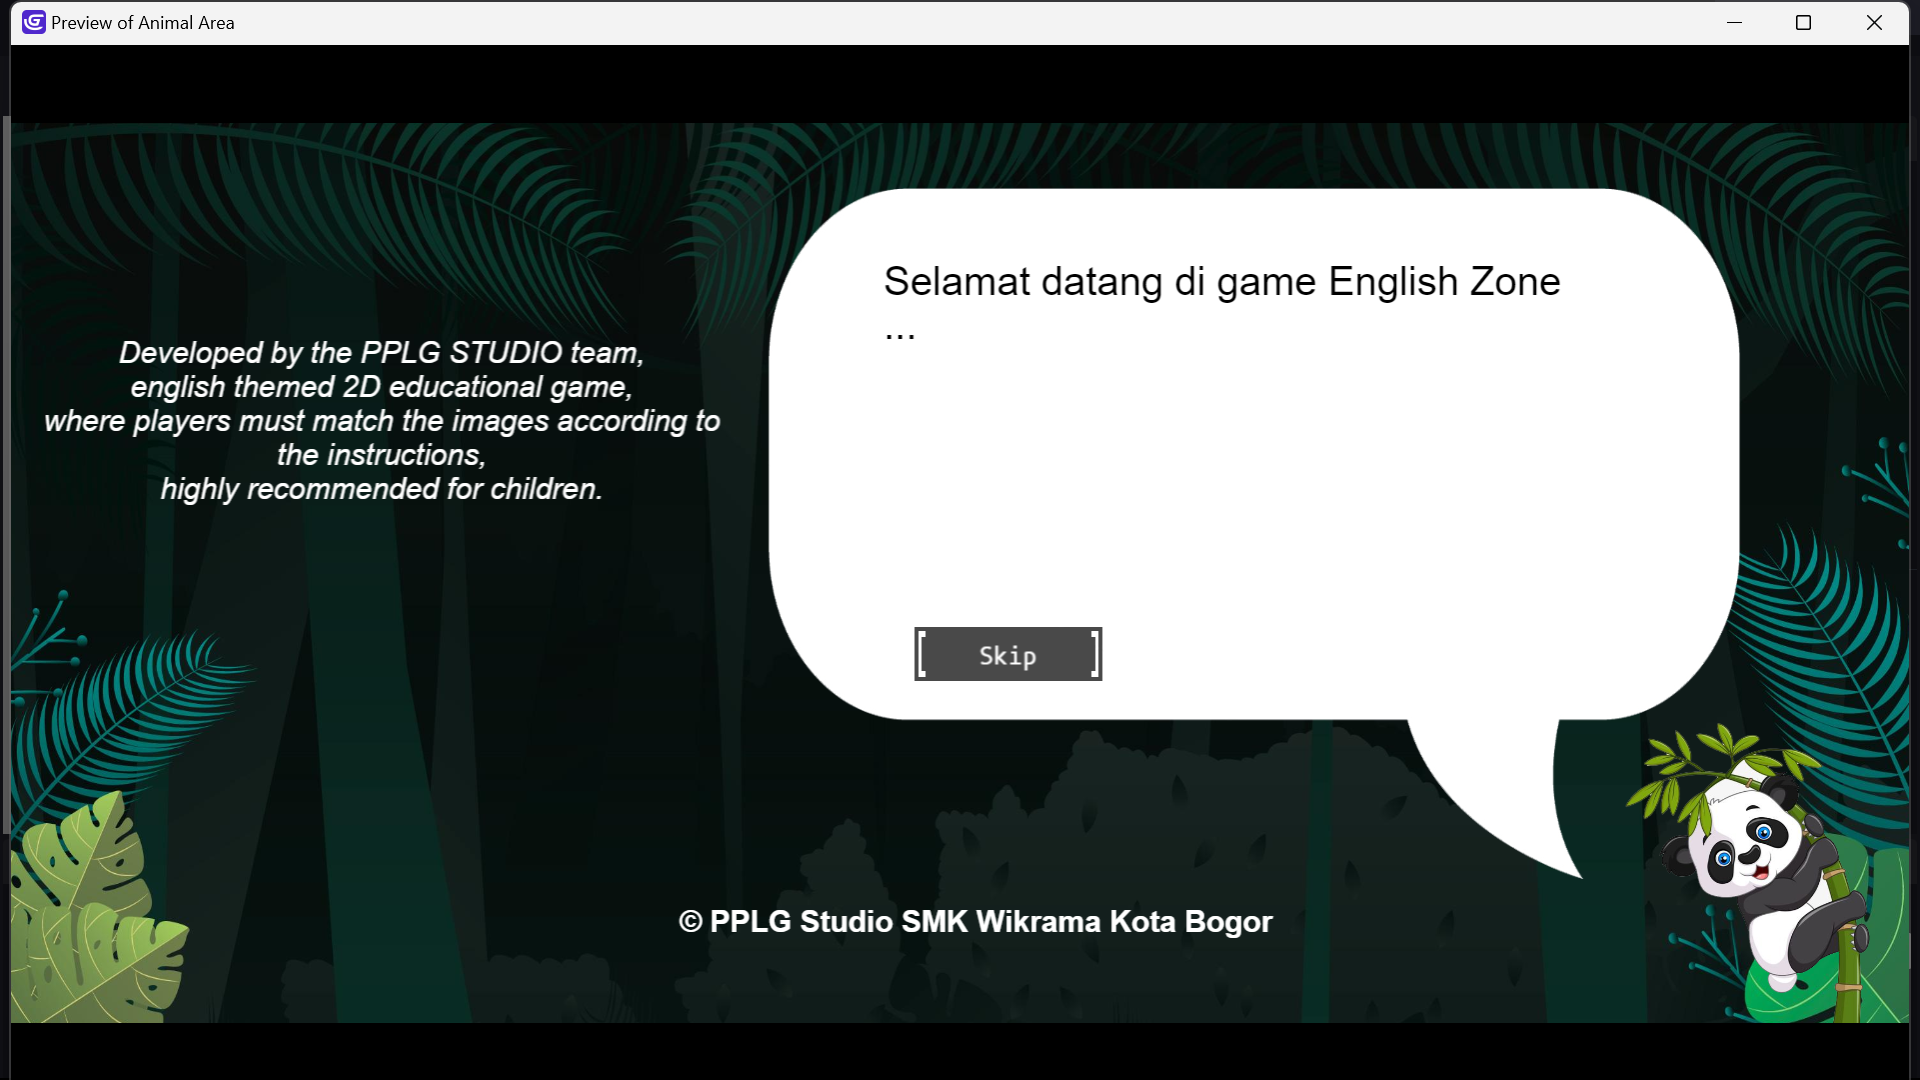 Preview of Animal Area
Developed by the PPLG STUDIO team,
english themed 2D educational game,
where players must match the images according to
the instructions,
highly recommended for children.
Selamat datang di game English Zone
...
Skip
© PPLG Studio SMK Wikrama Kota Bogor